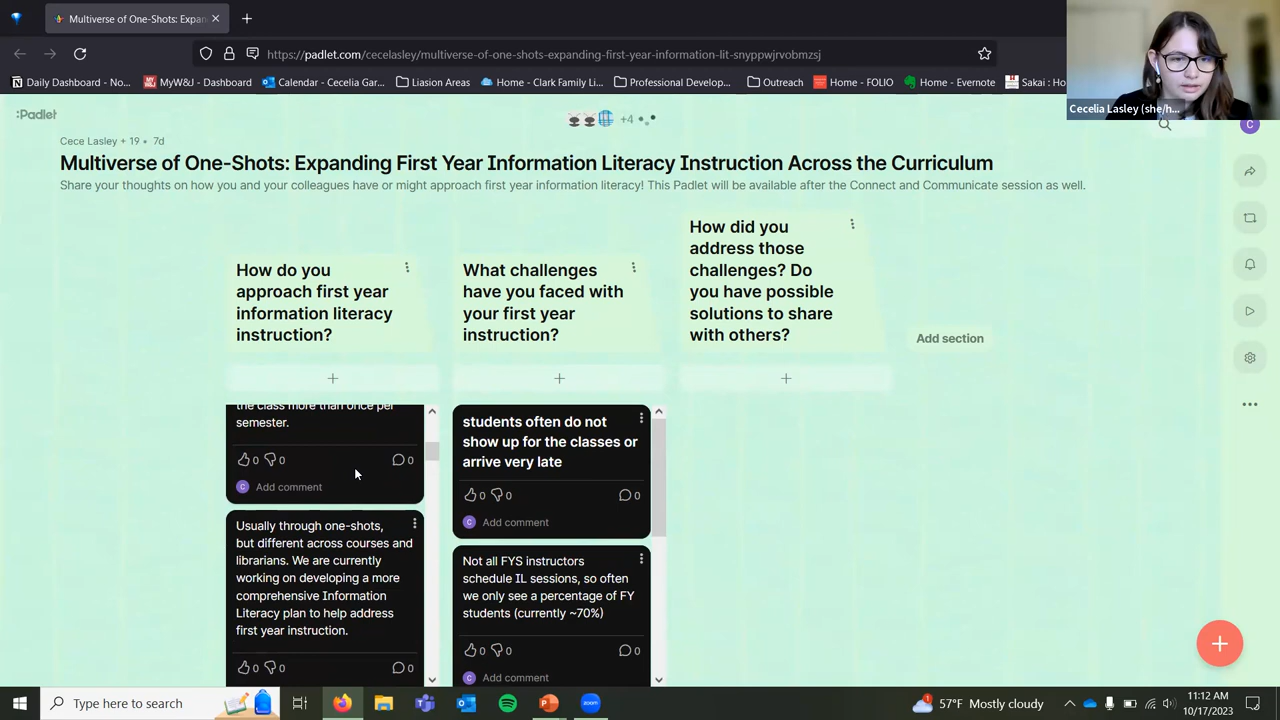 Multiverse of One-Shots: Expan
https://padlet.com/cecelasley/multiverse-of-one-shots-expanding-first-year-information-lit-snyppwjrvobmzsj
Daily Dashboard - No...
MyW&J - Dashboard
Calendar - Cecelia Gar...
Liasion Areas
Home - Clark Family Li...
Professional Develop...
Outreach
Home - FOLIO
Home - Evernote
Sakai : Ho
Cecelia Lasley (she/h...
:Padlet
+4
C
Cece Lasley + 19 • 7d
Multiverse of One-Shots: Expanding First Year Information Literacy Instruction Across the Curriculum
Share your thoughts on how you and your colleagues have or might approach first year information literacy! This Padlet will be available after the Connect and Communicate session as well.
How do you
approach first year
information literacy
instruction?
the class more than once per
semester.
0 0 0
C Add comment
Usually through one-shots,
but different across courses and
librarians. We are currently
working on developing a more
comprehensive Information
Literacy plan to help address
first year instruction.
0 0 0
What challenges
have you faced with
your first year
instruction?
students often do not
show up for the classes or
arrive very late
0 0 0
C Add comment
Not all FYS instructors
schedule IL sessions, so often
we only see a percentage of FY
students (currently ~70%)
0 0 0
C Add comment
How did you
address those
challenges? Do
you have possible
solutions to share
with others?
Add section
Type here to search
57°F Mostly cloudy
11:12 AM
10/17/2023